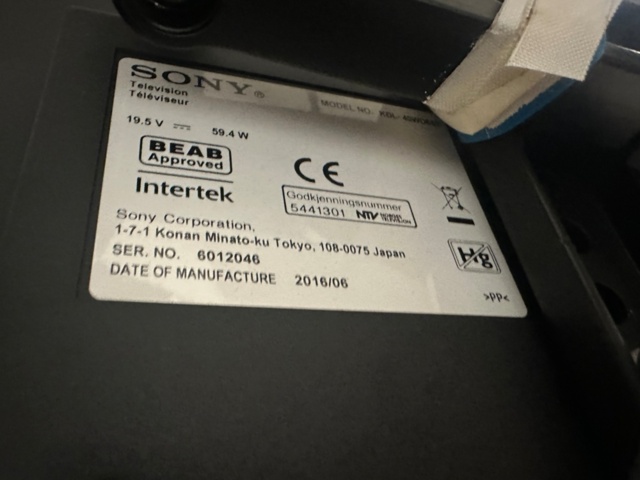 SONY®
Television
Téléviseur
MODEL NO.
19.5 V ⎓ 59.4 W
BEAB
Approved
CE
Intertek
Godkjenningsnummer
5441301 NTV
Sony Corporation,
1-7-1 Konan Minato-ku Tokyo, 108-0075 Japan
SER. NO. 6012046
DATE OF MANUFACTURE 2016/06
Hg
>PP<